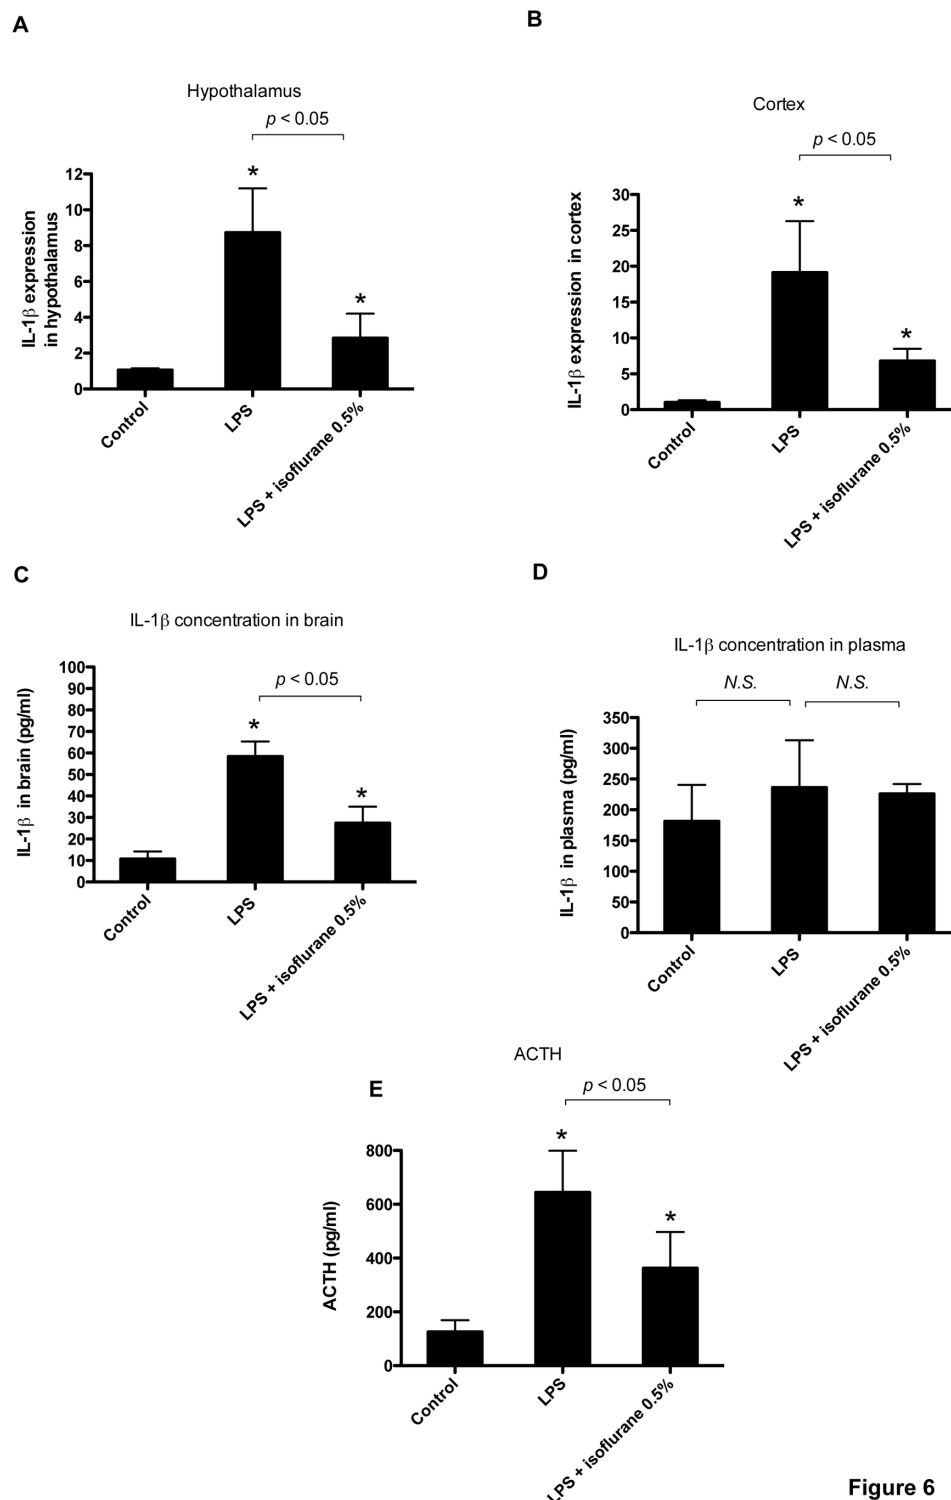 A
Hypothalamus
p < 0.05
*
*
12
10
8
6
4
2
0
IL-1β expression
in hypothalamus
Control
LPS
LPS + isoflurane 0.5%
B
Cortex
p < 0.05
*
*
30
25
20
15
10
5
0
IL-1β expression in cortex
Control
LPS
LPS + isoflurane 0.5%
C
IL-1β concentration in brain
p < 0.05
*
*
100
90
80
70
60
50
40
30
20
10
0
IL-1β in brain (pg/ml)
Control
LPS
LPS + isoflurane 0.5%
D
IL-1β concentration in plasma
N.S.
N.S.
350
300
250
200
150
100
50
0
IL-1β in plasma (pg/ml)
Control
LPS
LPS + isoflurane 0.5%
E
ACTH
p < 0.05
*
*
800
600
400
200
0
ACTH (pg/ml)
Control
LPS
LPS + isoflurane 0.5%
Figure 6